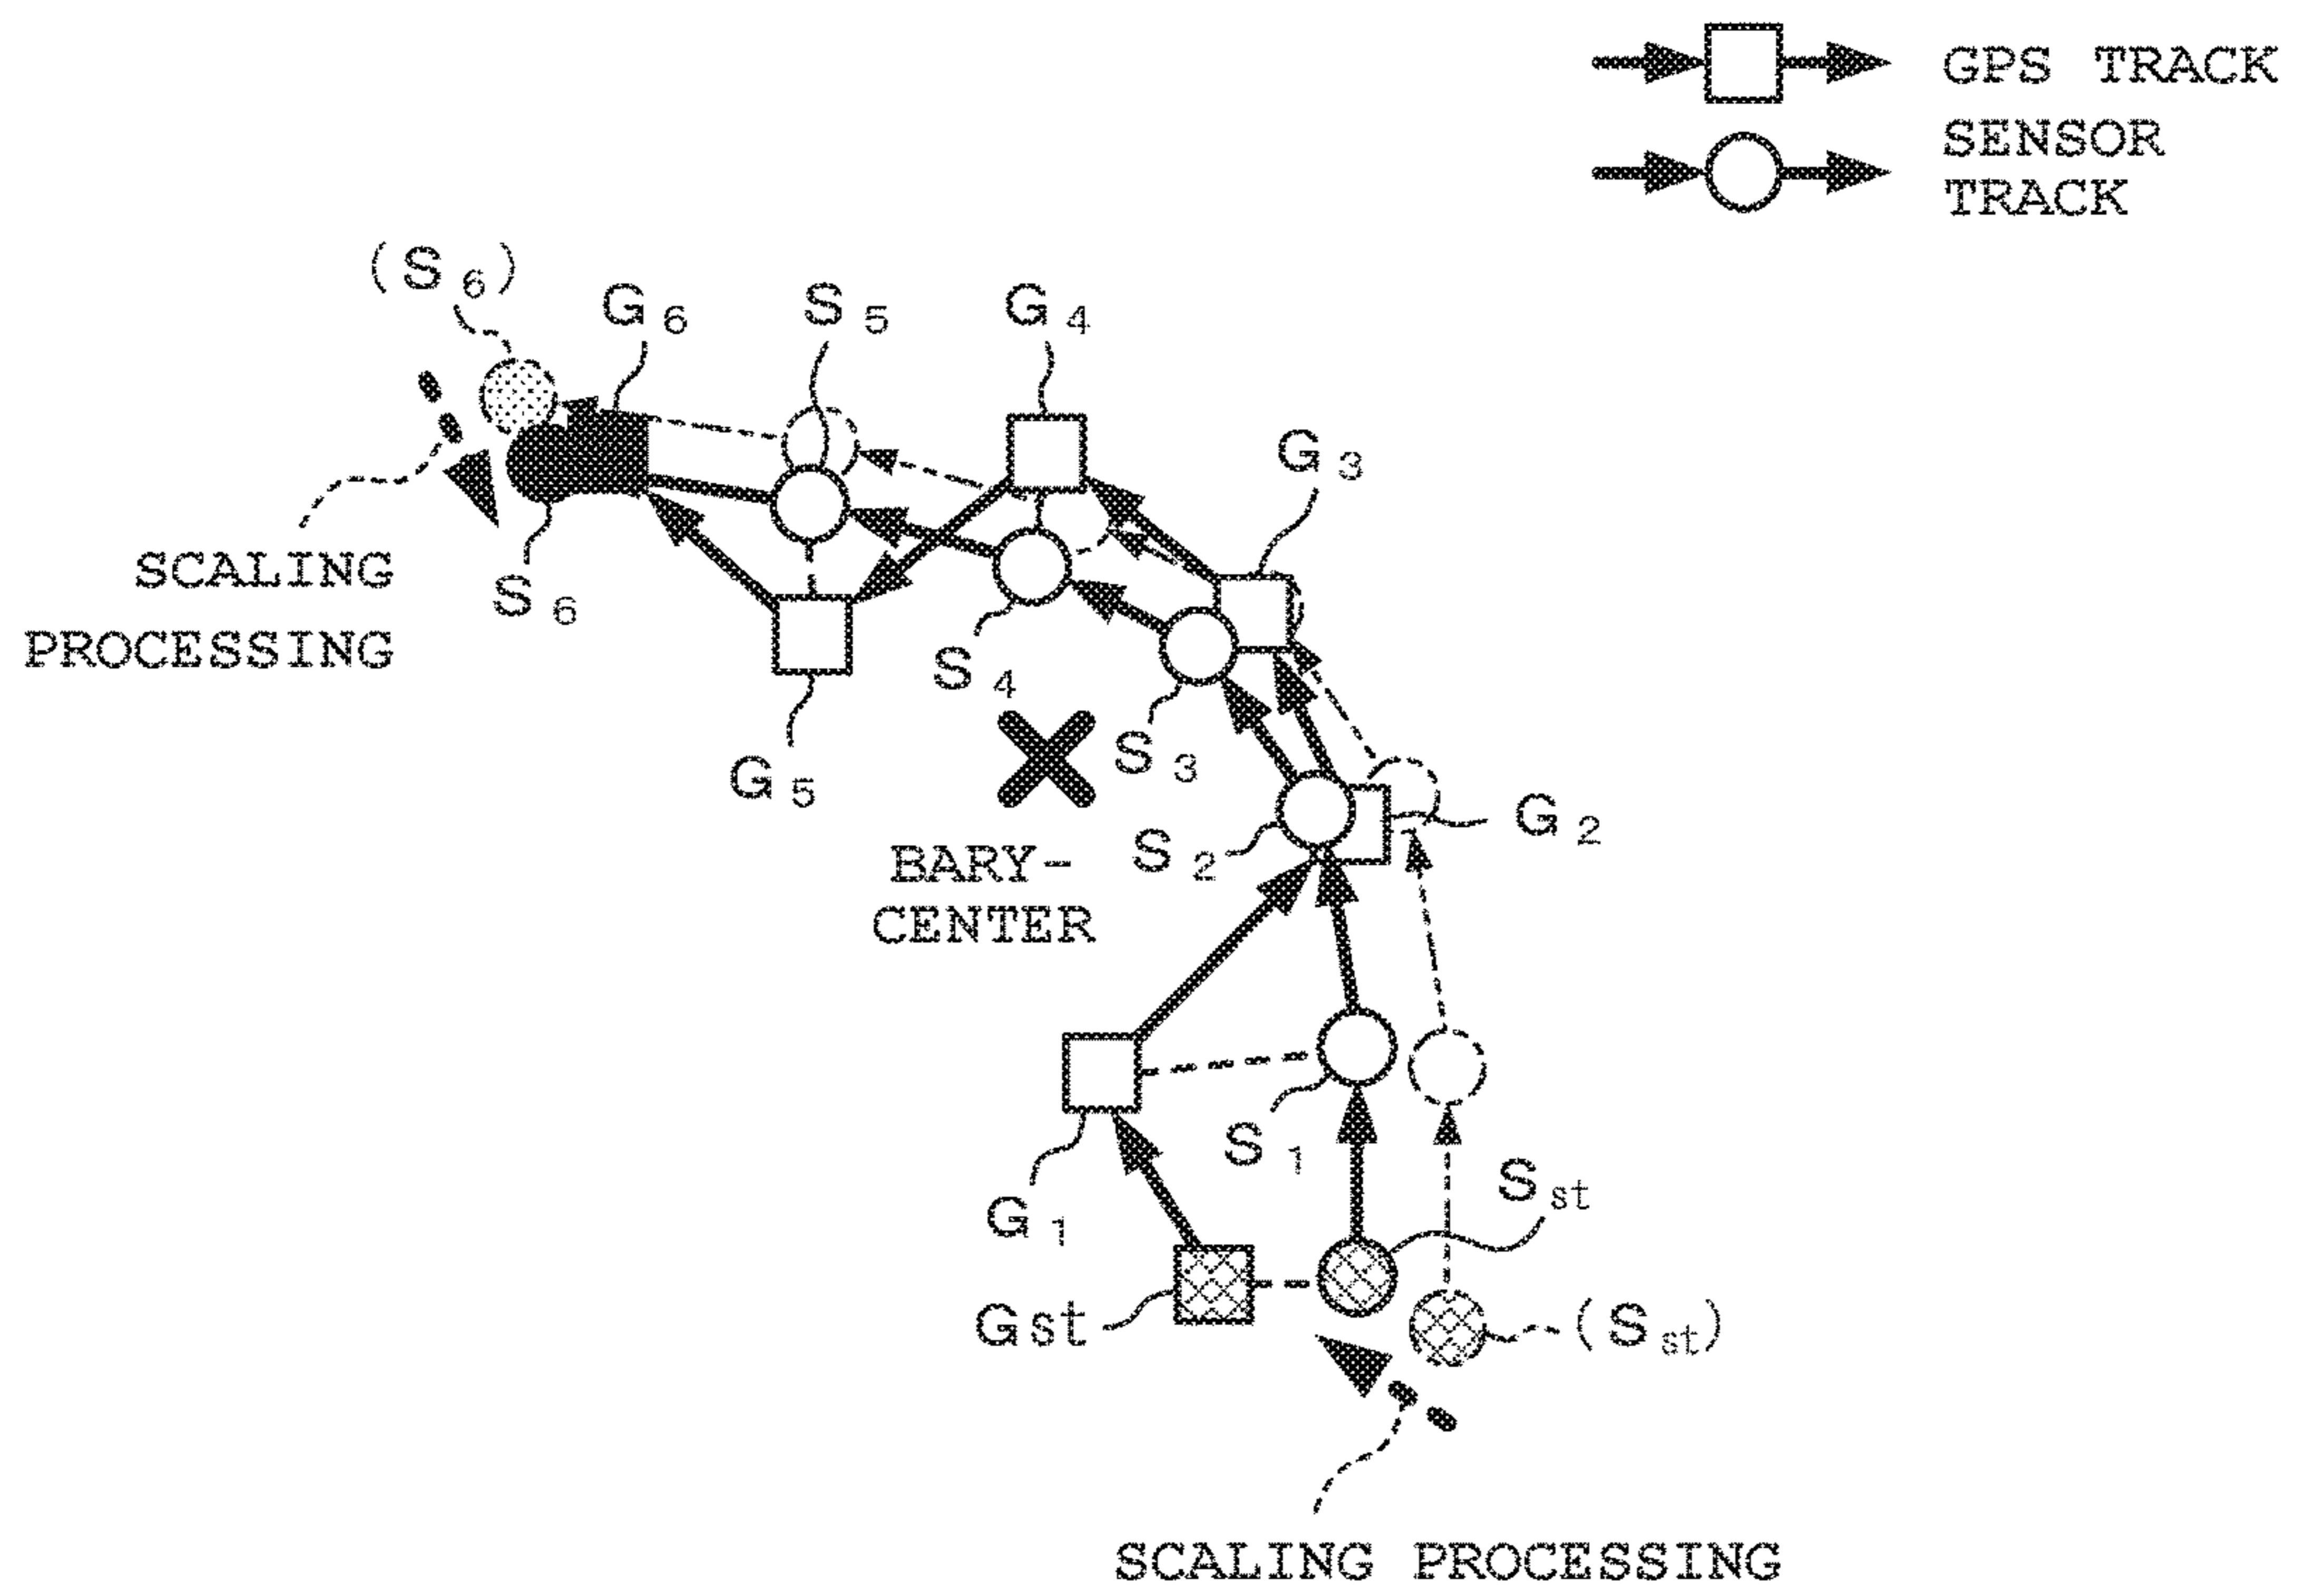 GPS TRACK
SENSOR
TRACK
(S6)
G6
S5
G4
G3
SCALING
PROCESSING
S6
S4
S3
G5
G2
S2
BARY-
CENTER
S1
Sst
G1
Gst
(Sst)
SCALING PROCESSING